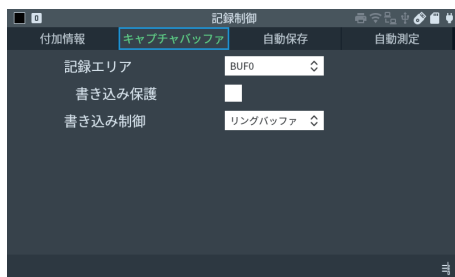 0 記録制御
付加情報 キャプチャバッファ 自動保存 自動測定
記録エリア BUF0
書き込み保護
書き込み制御 リングバッファ